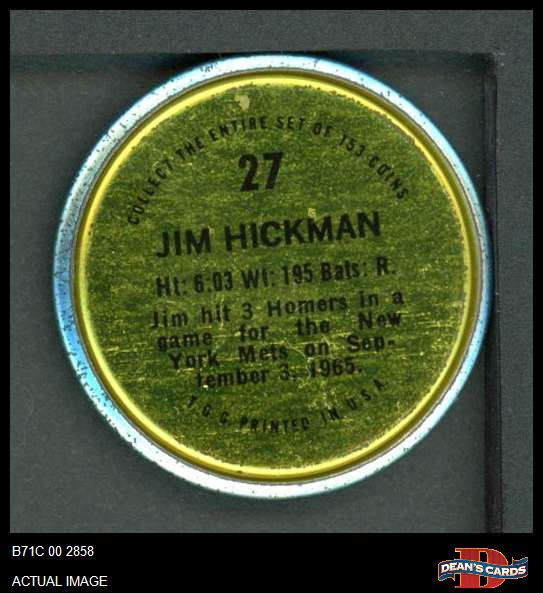 COLLECT THE ENTIRE SET OF 153 COINS
27
JIM HICKMAN
Ht: 6:03 Wt: 195 Bats: R.
Jim hit 3 Homers in a
game for the New
York Mets on Sep-
tember 3, 1965.
T.C.G. PRINTED IN U.S.A.
B71C 00 2858
ACTUAL IMAGE
DEAN'S CARDS